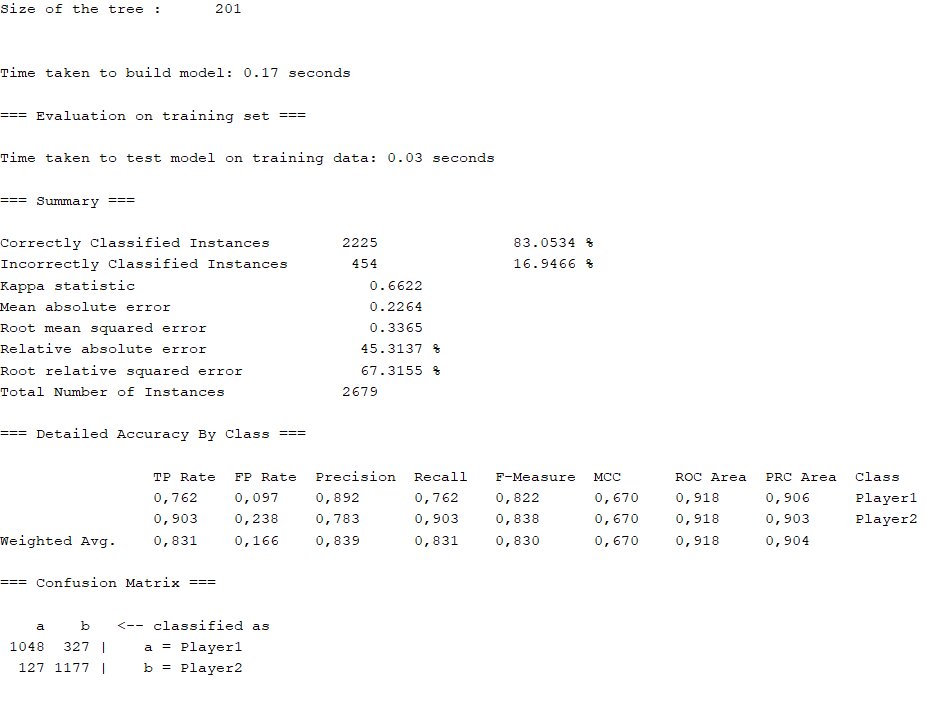 Size of the tree : 201
Time taken to build model: 0.17 seconds
=== Evaluation on training set ===
Time taken to test model on training data: 0.03 seconds
=== Summary ===
Correctly Classified Instances 2225 83.0534 %
Incorrectly Classified Instances 454 16.9466 %
Kappa statistic 0.6622
Mean absolute error 0.2264
Root mean squared error 0.3365
Relative absolute error 45.3137 %
Root relative squared error 67.3155 %
Total Number of Instances 2679
=== Detailed Accuracy By Class ===
TP Rate FP Rate Precision Recall F-Measure MCC ROC Area PRC Area Class
0,762 0,097 0,892 0,762 0,822 0,670 0,918 0,906 Player1
0,903 0,238 0,783 0,903 0,838 0,670 0,918 0,903 Player2
Weighted Avg. 0,831 0,166 0,839 0,831 0,830 0,670 0,918 0,904
=== Confusion Matrix ===
a b <-- classified as
1048 327 | a = Player1
127 1177 | b = Player2